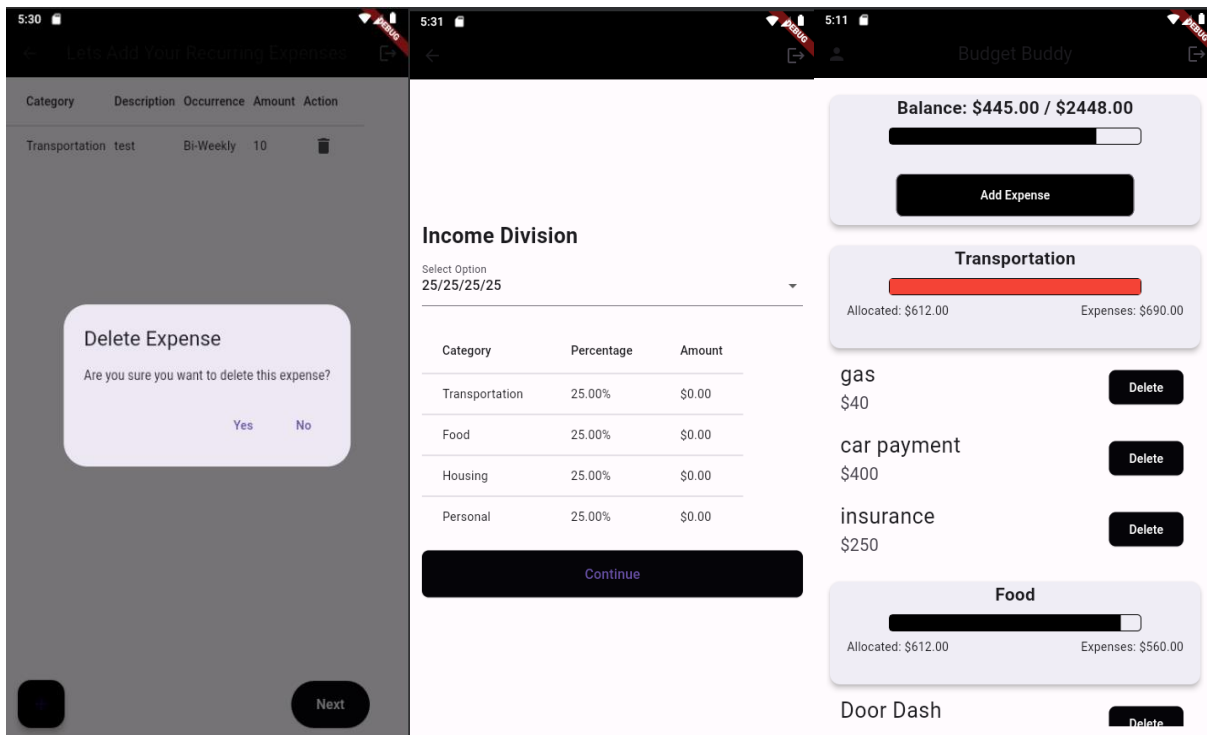 5:30
DEBUG
Lets Add Your Recurring Expenses
Category Description Occurrence Amount Action
Transportation test Bi-Weekly 10
Delete Expense
Are you sure you want to delete this expense?
Yes No
Next
5:31
DEBUG
Income Division
Select Option
25/25/25/25
Category Percentage Amount
Transportation 25.00% $0.00
Food 25.00% $0.00
Housing 25.00% $0.00
Personal 25.00% $0.00
Continue
5:11
DEBUG
Budget Buddy
Balance: $445.00 / $2448.00
Add Expense
Transportation
Allocated: $612.00 Expenses: $690.00
gas
$40
Delete
car payment
$400
Delete
insurance
$250
Delete
Food
Allocated: $612.00 Expenses: $560.00
Door Dash
Delete